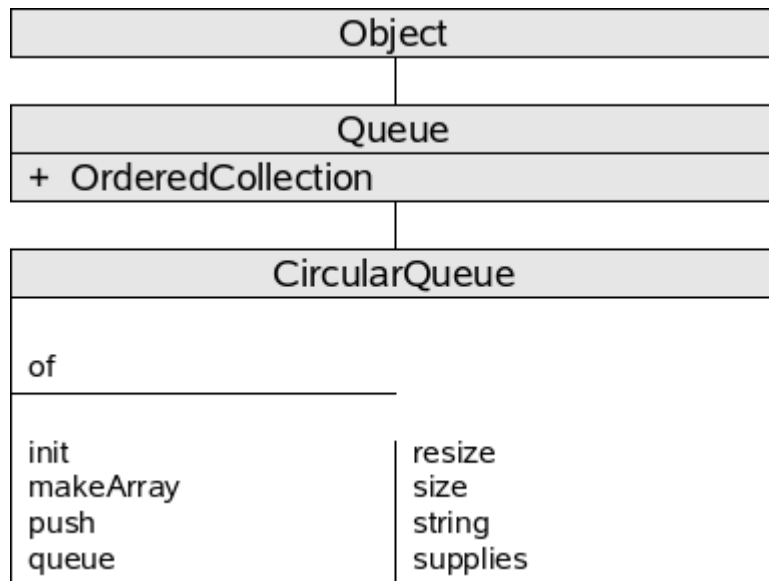 Object
Queue
+ OrderedCollection
CircularQueue
of
init
makeArray
push
queue
resize
size
string
supplies